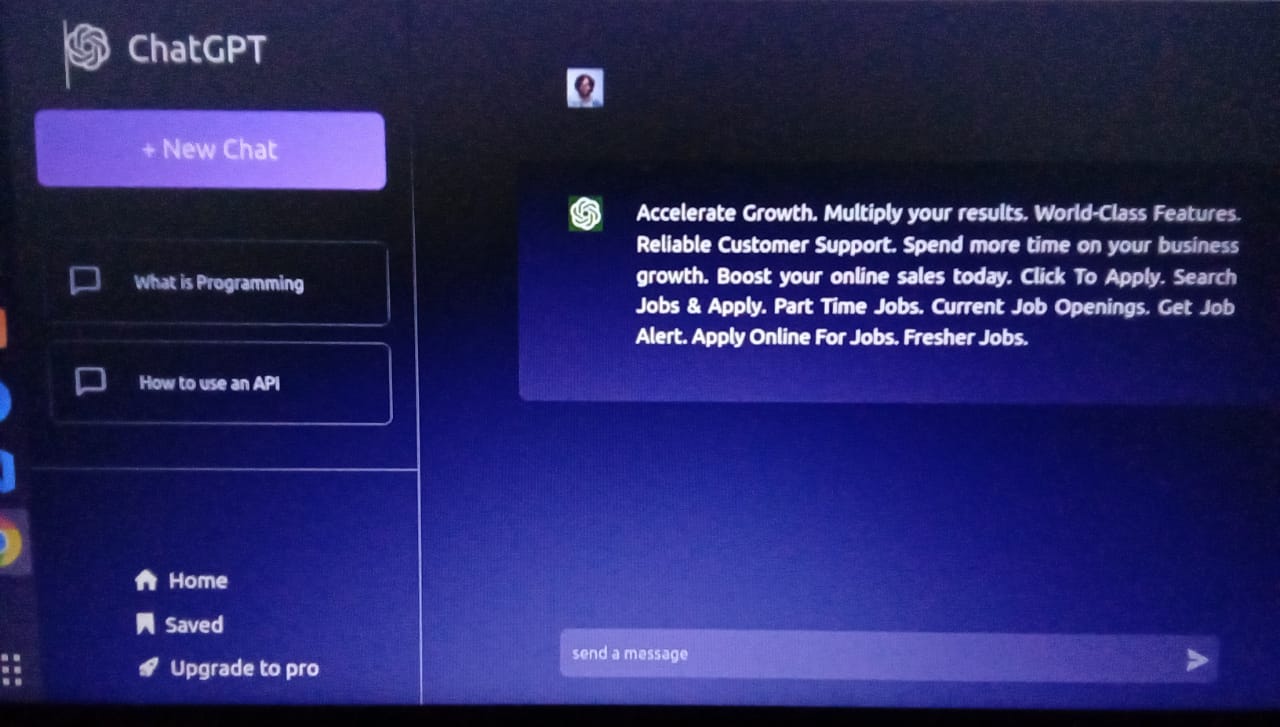 ChatGPT
+ New Chat
What is Programming
How to use an API
Home
Saved
Upgrade to pro
Accelerate Growth. Multiply your results. World-Class Features.
Reliable Customer Support. Spend more time on your business
growth. Boost your online sales today. Click To Apply. Search
Jobs & Apply. Part Time Jobs. Current Job Openings. Get Job
Alert. Apply Online For Jobs. Fresher Jobs.
send a message